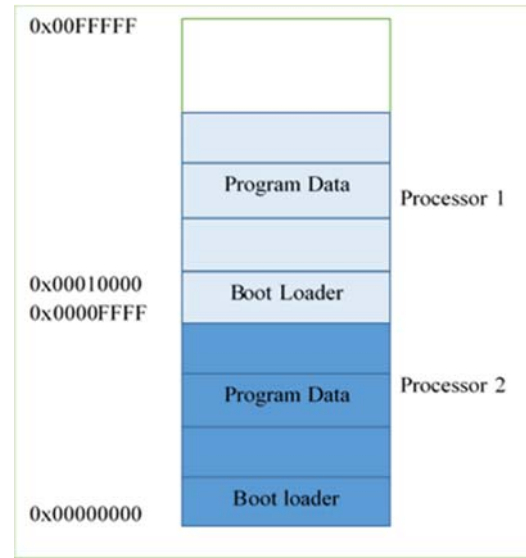 0x00FFFFF
Program Data
Processor 1
0x00010000
Boot Loader
0x0000FFFF
Program Data
Processor 2
Boot loader
0x00000000